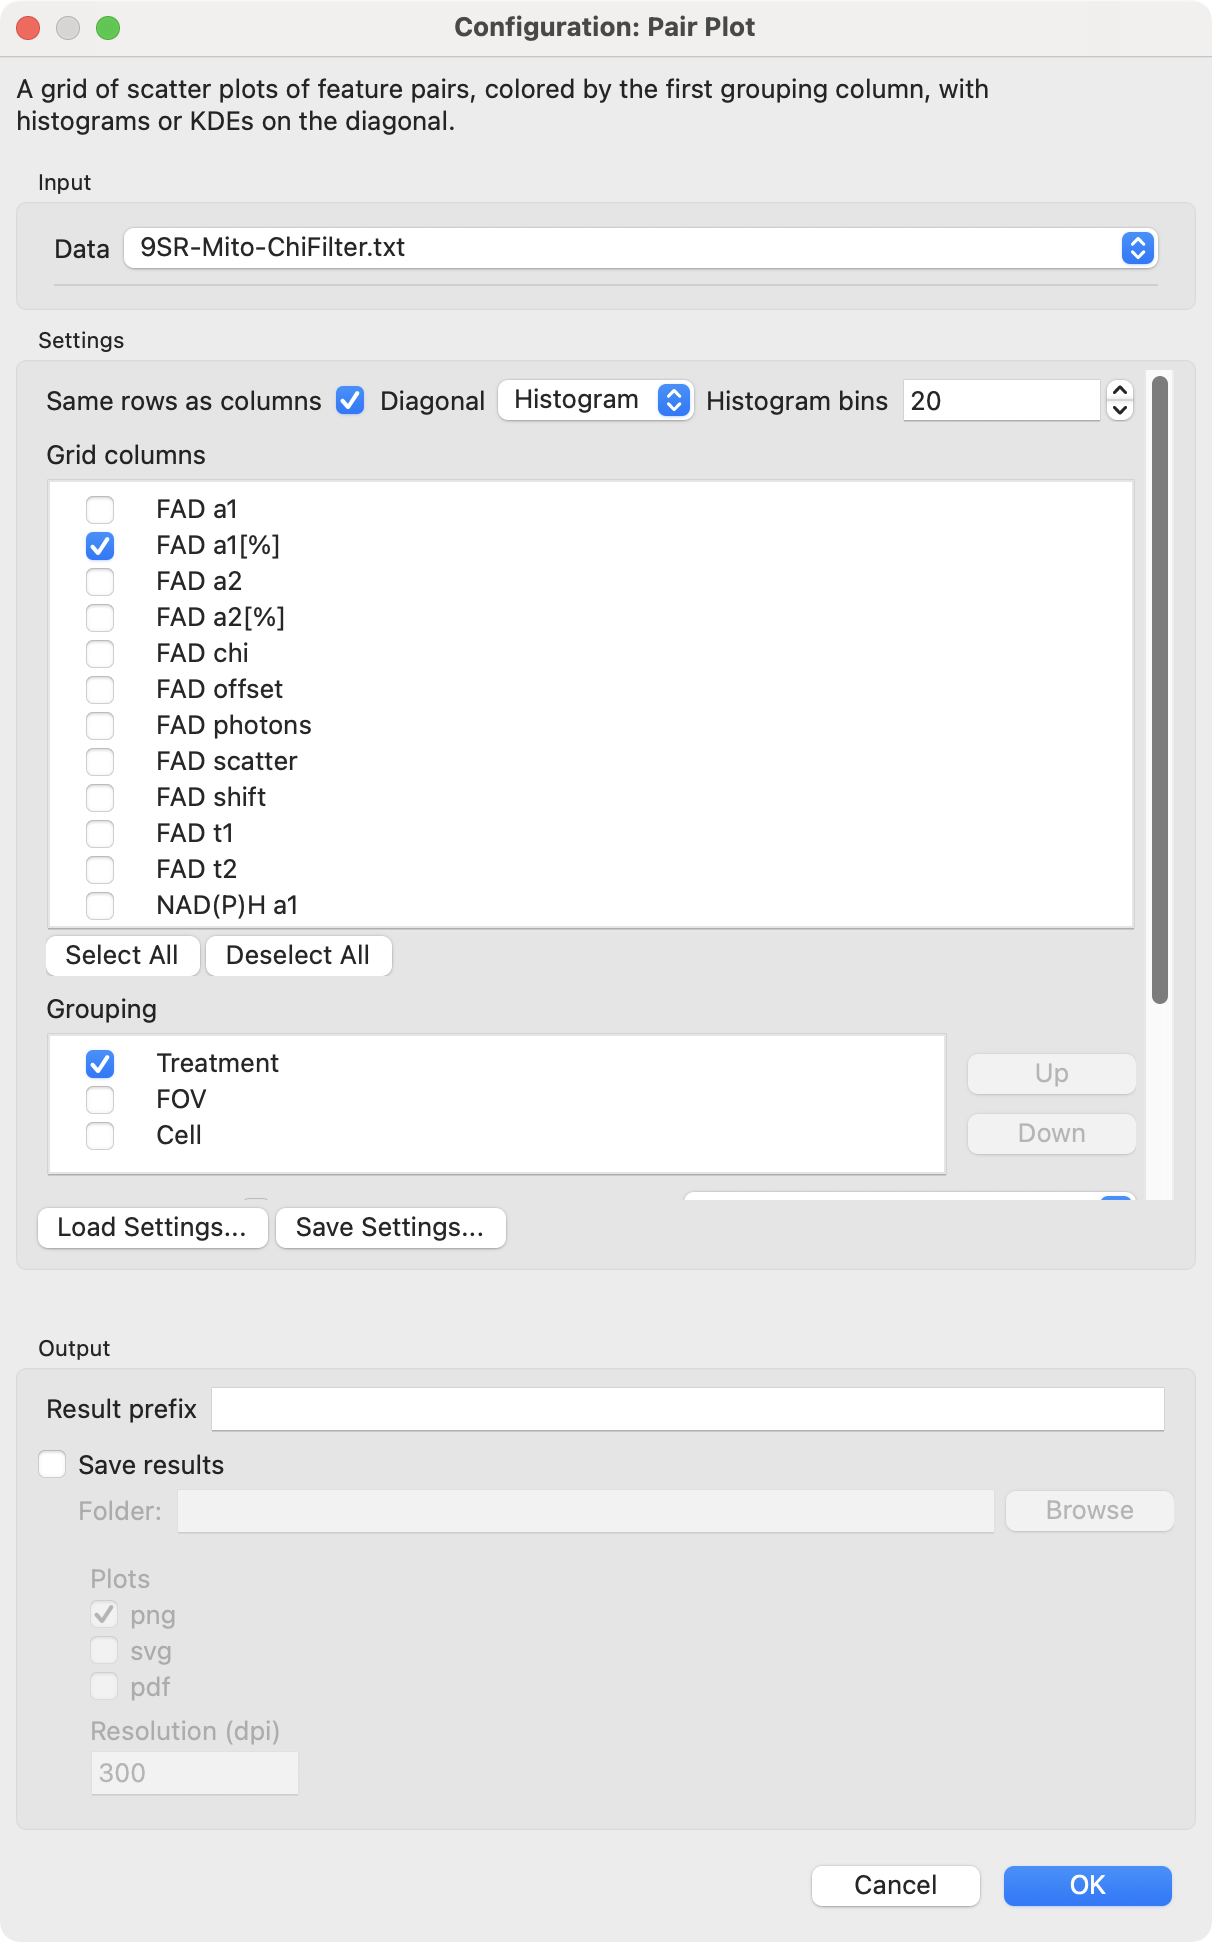 Configuration: Pair Plot
A grid of scatter plots of feature pairs, colored by the first grouping column, with
histograms or KDEs on the diagonal.
Input
Data 9SR-Mito-ChiFilter.txt
Settings
Same rows as columns Diagonal Histogram Histogram bins 20
Grid columns
FAD a1
FAD a1[%]
FAD a2
FAD a2[%]
FAD chi
FAD offset
FAD photons
FAD scatter
FAD shift
FAD t1
FAD t2
NAD(P)H a1
Select All Deselect All
Grouping
Treatment
FOV
Cell
Up
Down
Load Settings... Save Settings...
Output
Result prefix
Save results
Folder: Browse
Plots
png
svg
pdf
Resolution (dpi)
300
Cancel OK